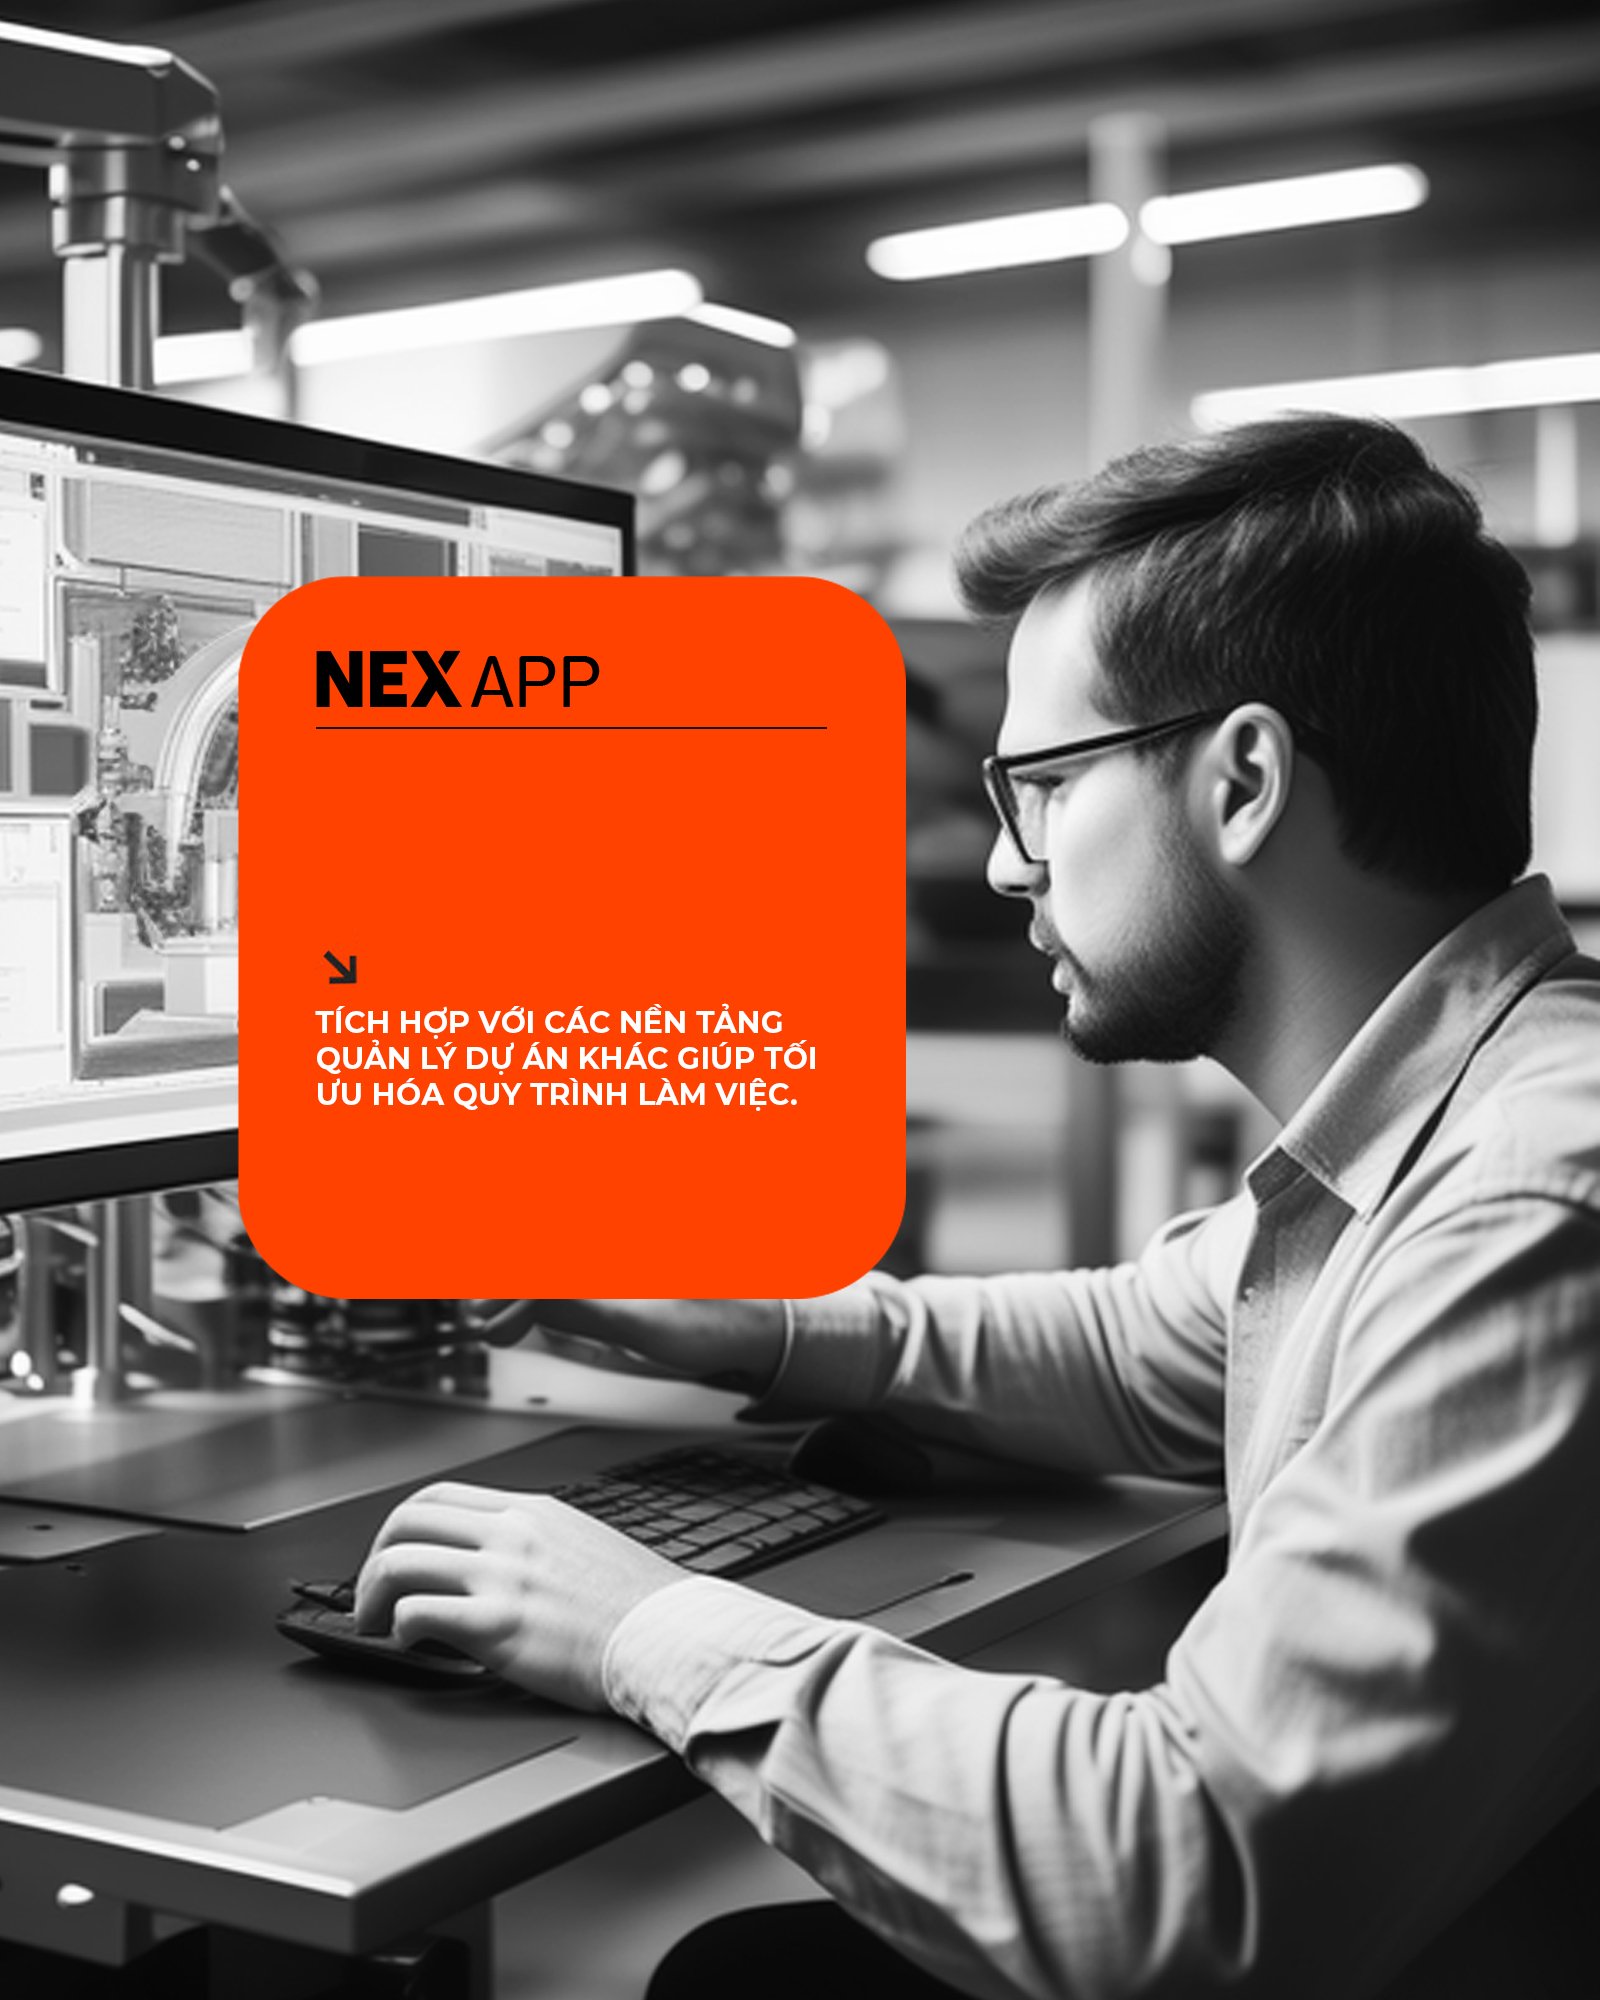 NEX APP
TÍCH HỢP VỚI CÁC NỀN TẢNG
QUẢN LÝ DỰ ÁN KHÁC GIÚP TỐI
ƯU HÓA QUY TRÌNH LÀM VIỆC.